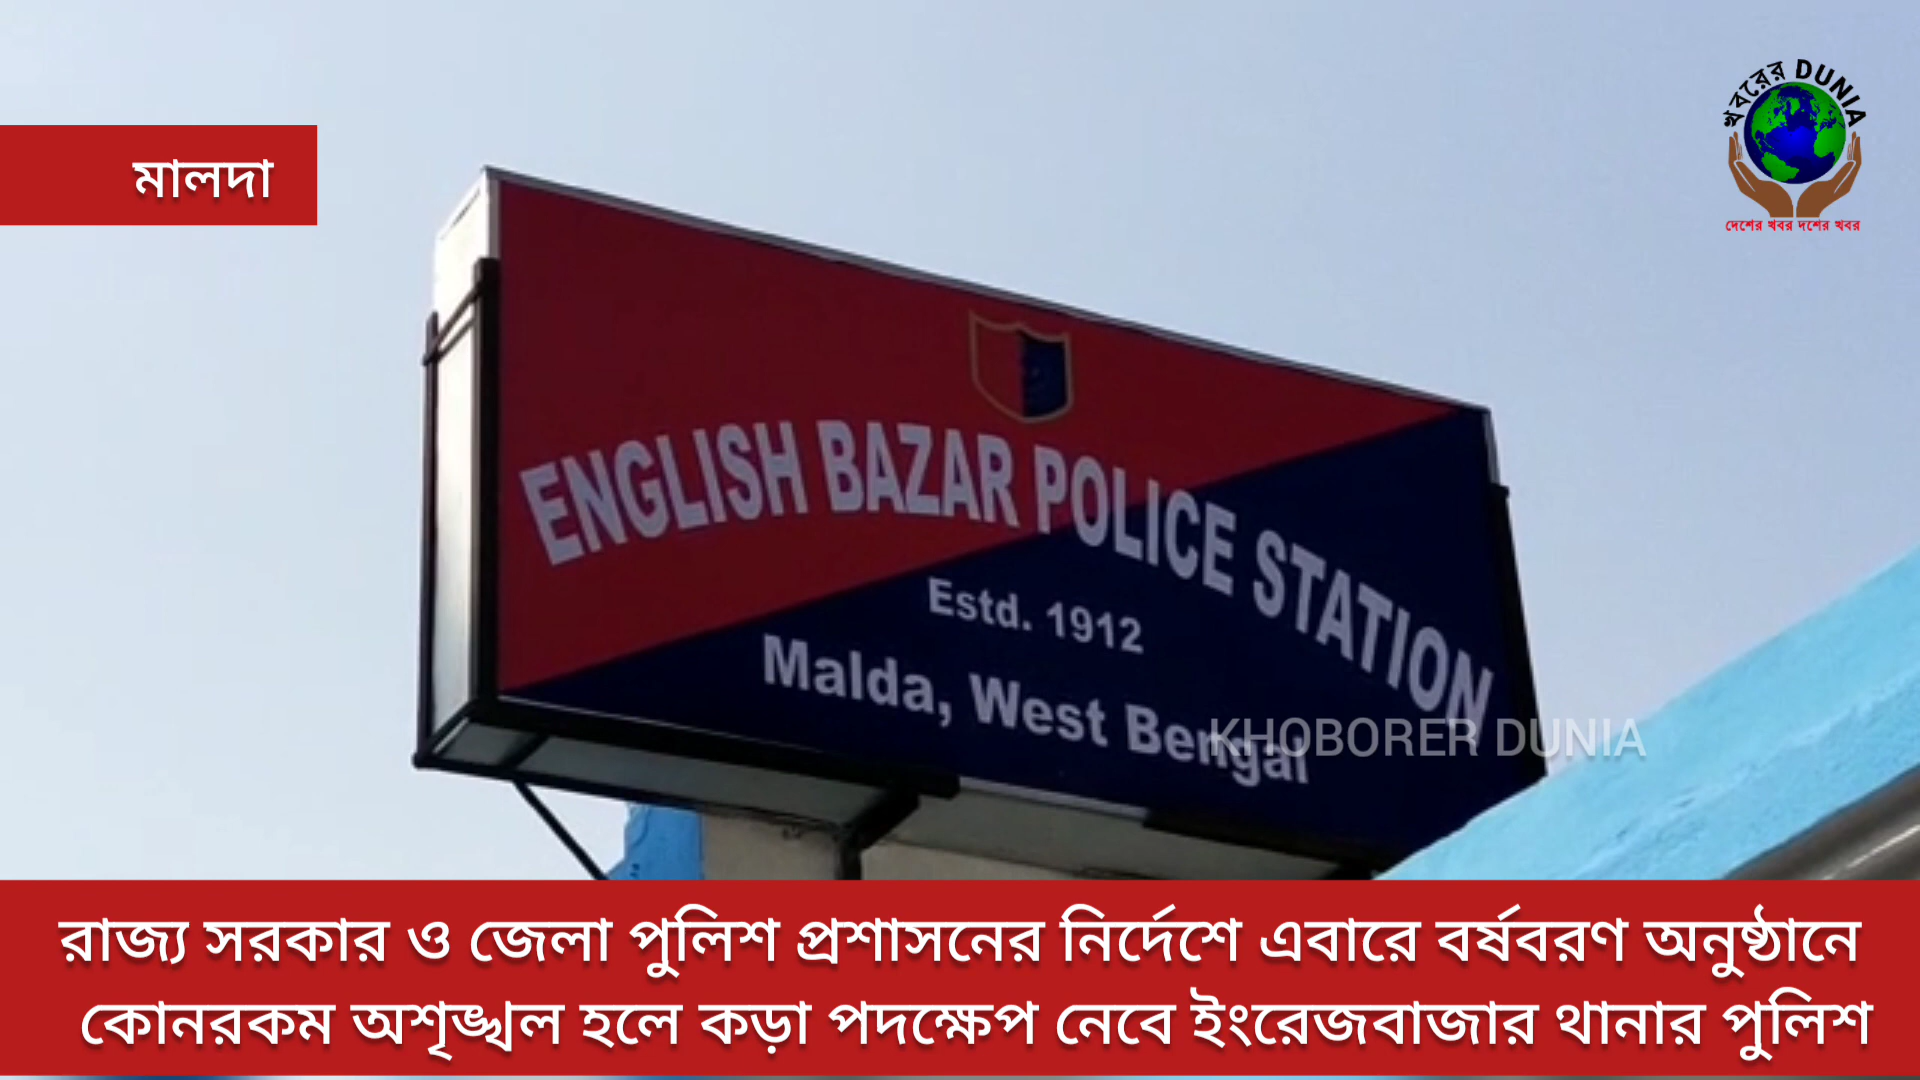 খবরের DUNIA
দেশের খবর দশের খবর
মালদা
ENGLISH BAZAR POLICE STATION
Estd. 1912
Malda, West Bengal
KHOBORER DUNIA
রাজ্য সরকার ও জেলা পুলিশ প্রশাসনের নির্দেশে এবারে বর্ষবরণ অনুষ্ঠানে
কোনরকম অশৃঙ্খল হলে কড়া পদক্ষেপ নেবে ইংরেজবাজার থানার পুলিশ